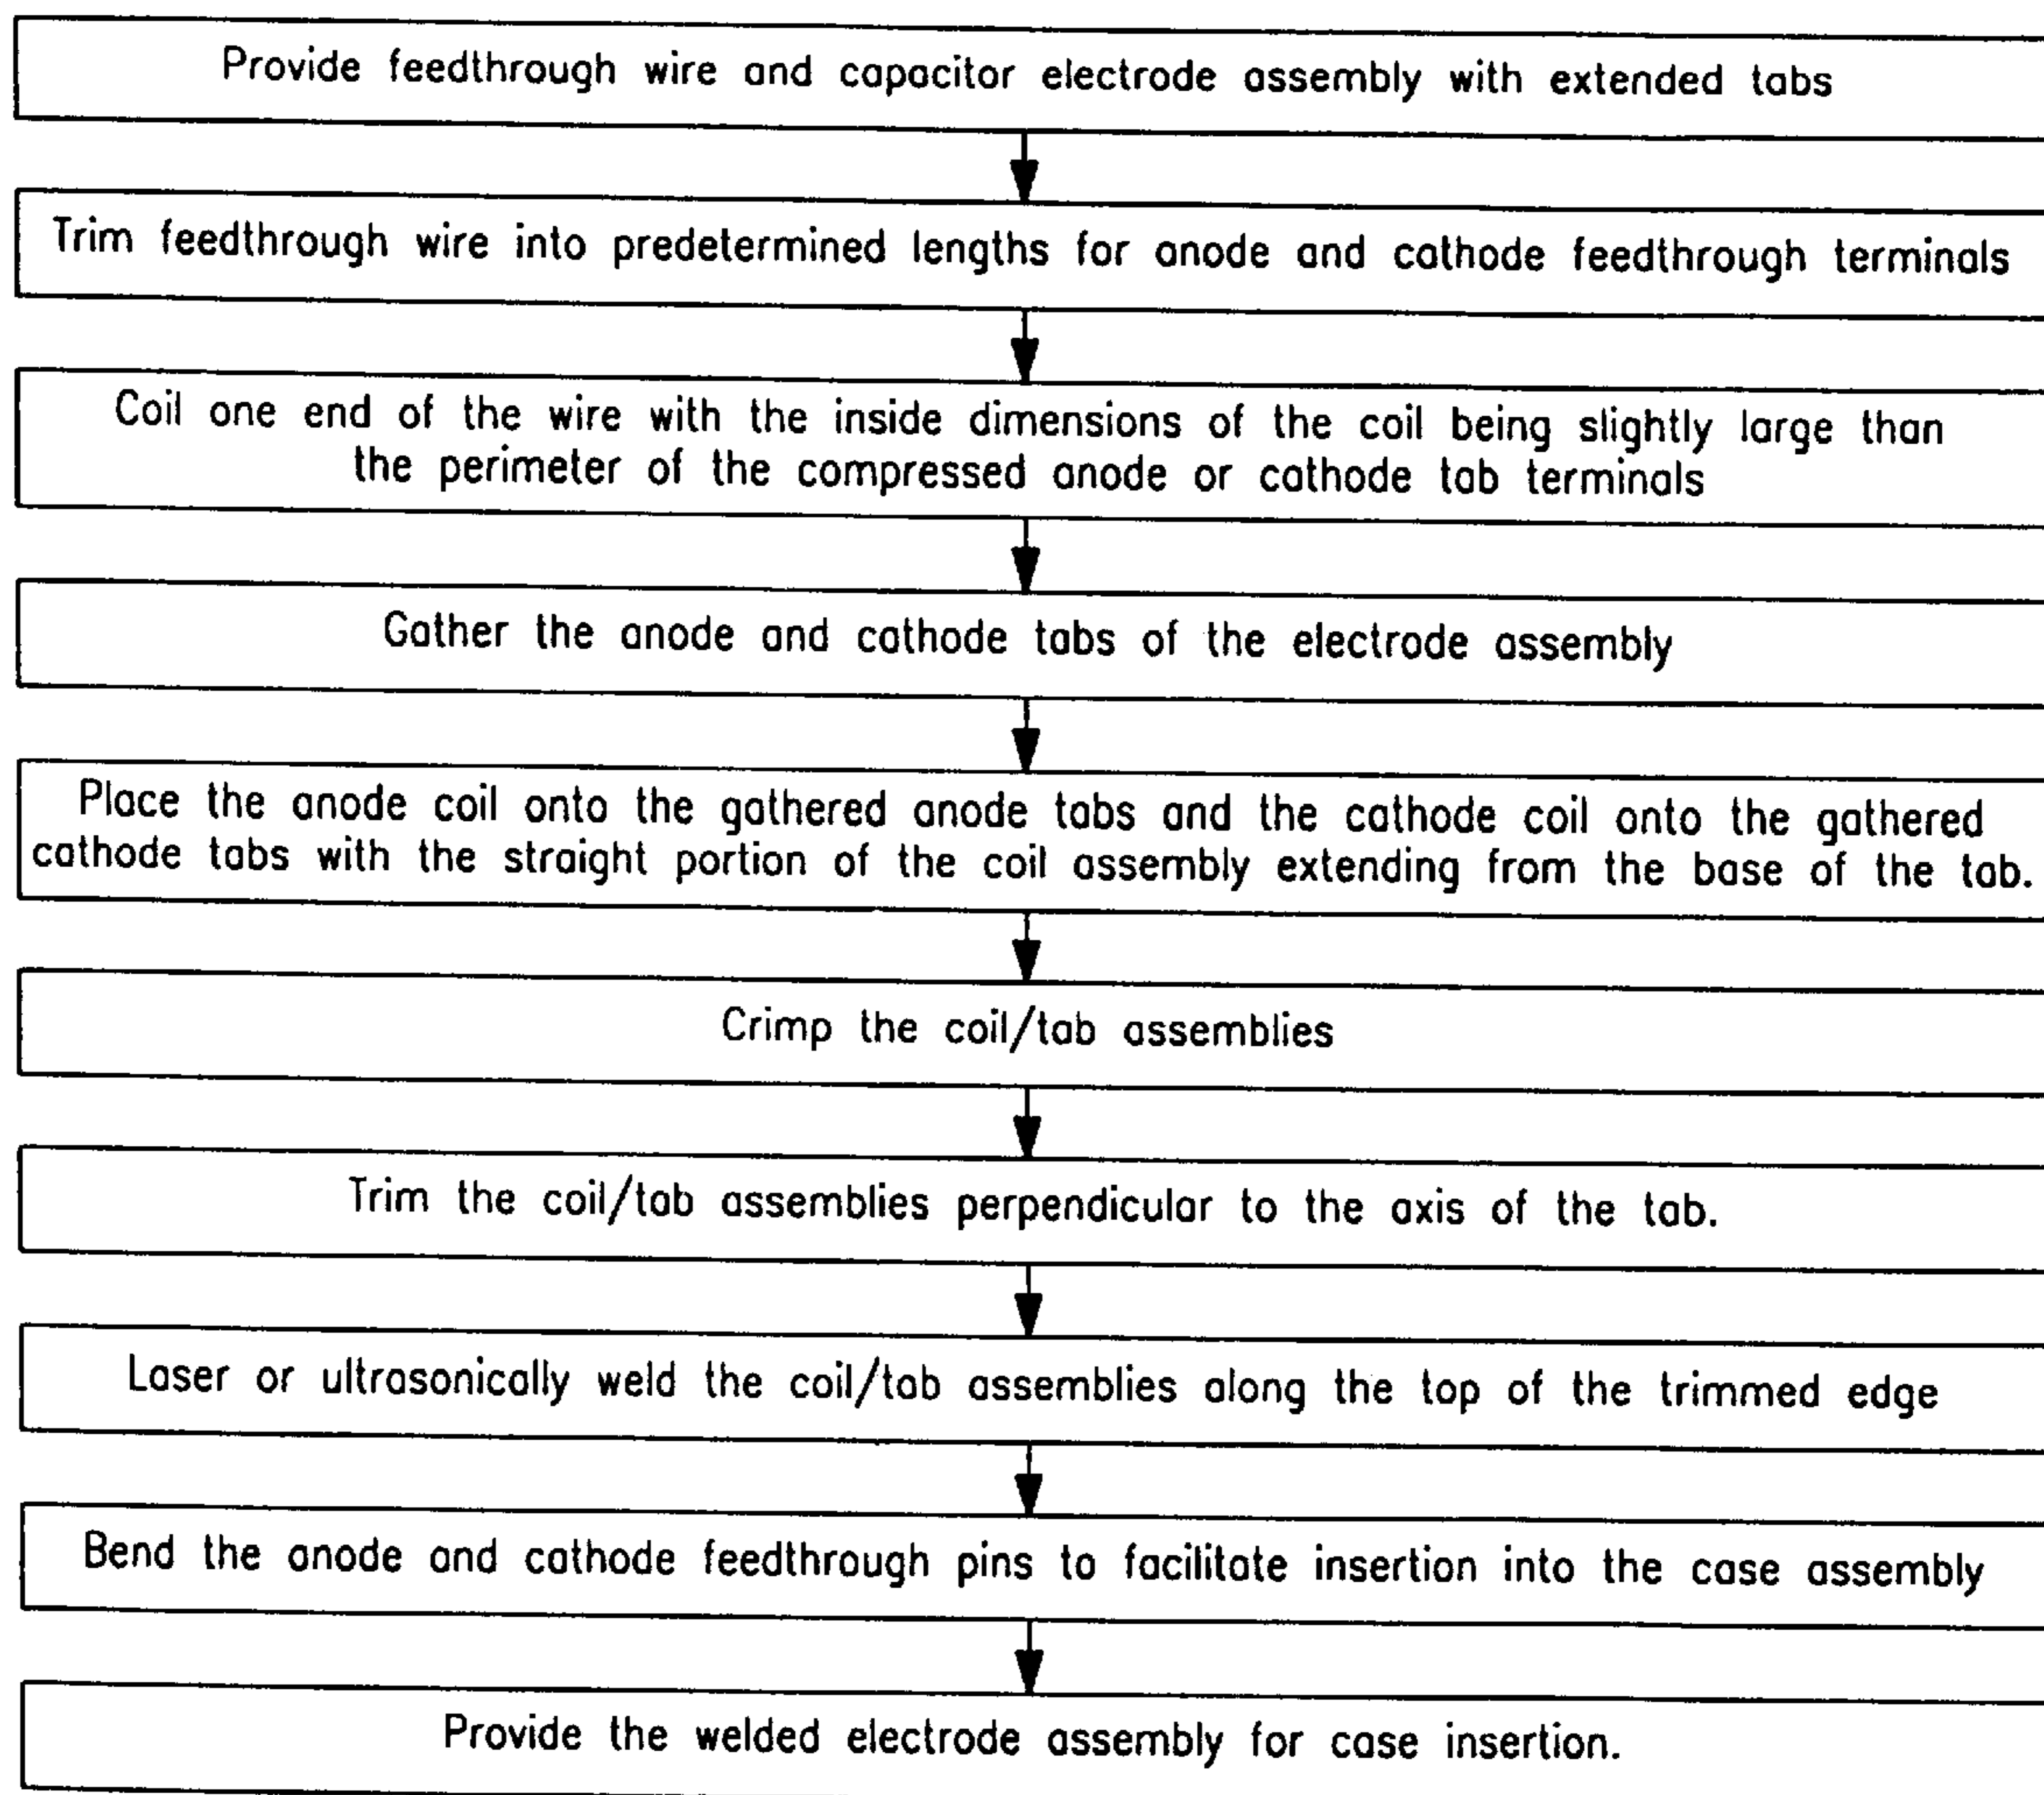 Provide feedthrough wire and capacitor electrode assembly with extended tabs
Trim feedthrough wire into predetermined lengths for anode and cathode feedthrough terminals
Coil one end of the wire with the inside dimensions of the coil being slightly large than
the perimeter of the compressed anode or cathode tab terminals
Gather the anode and cathode tabs of the electrode assembly
Place the anode coil onto the gathered anode tabs and the cathode coil onto the gathered
cathode tabs with the straight portion of the coil assembly extending from the base of the tab.
Crimp the coil/tab assemblies
Trim the coil/tab assemblies perpendicular to the axis of the tab.
Laser or ultrasonically weld the coil/tab assemblies along the top of the trimmed edge
Bend the anode and cathode feedthrough pins to facilitate insertion into the case assembly
Provide the welded electrode assembly for case insertion.